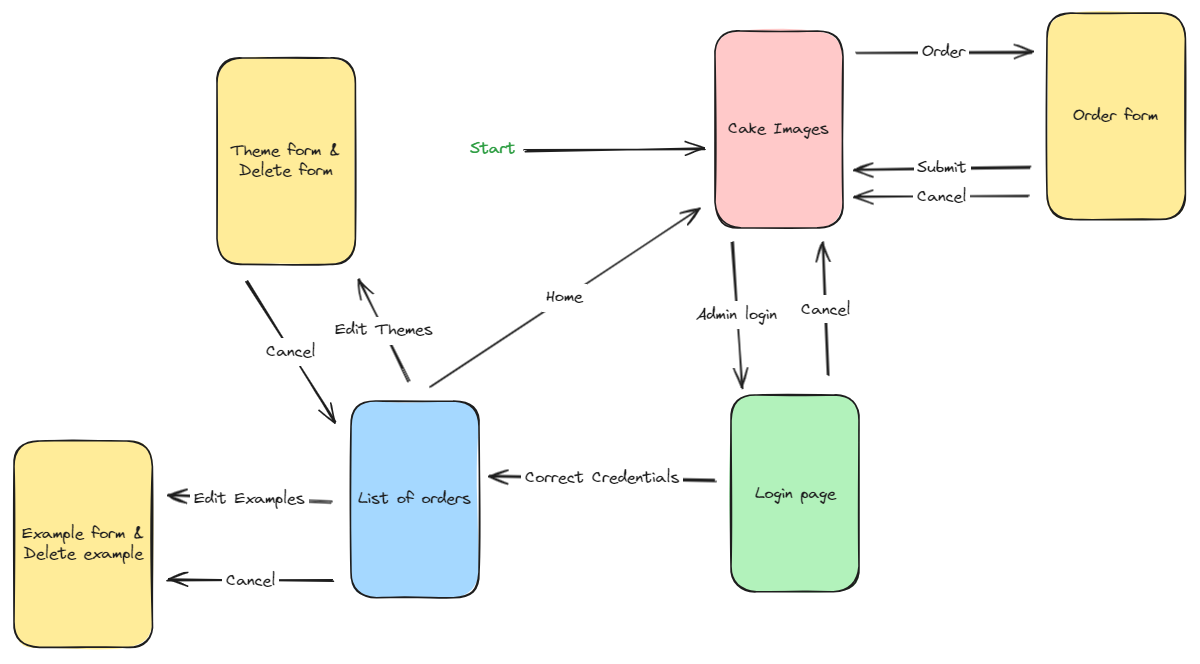 Order
Cake Images
Order form
Start
Theme form &
Delete form
Submit
Cancel
Home
Admin login
Cancel
Edit Themes
Cancel
Correct Credentials
Login page
List of orders
Edit Examples
Example form &
Delete example
Cancel